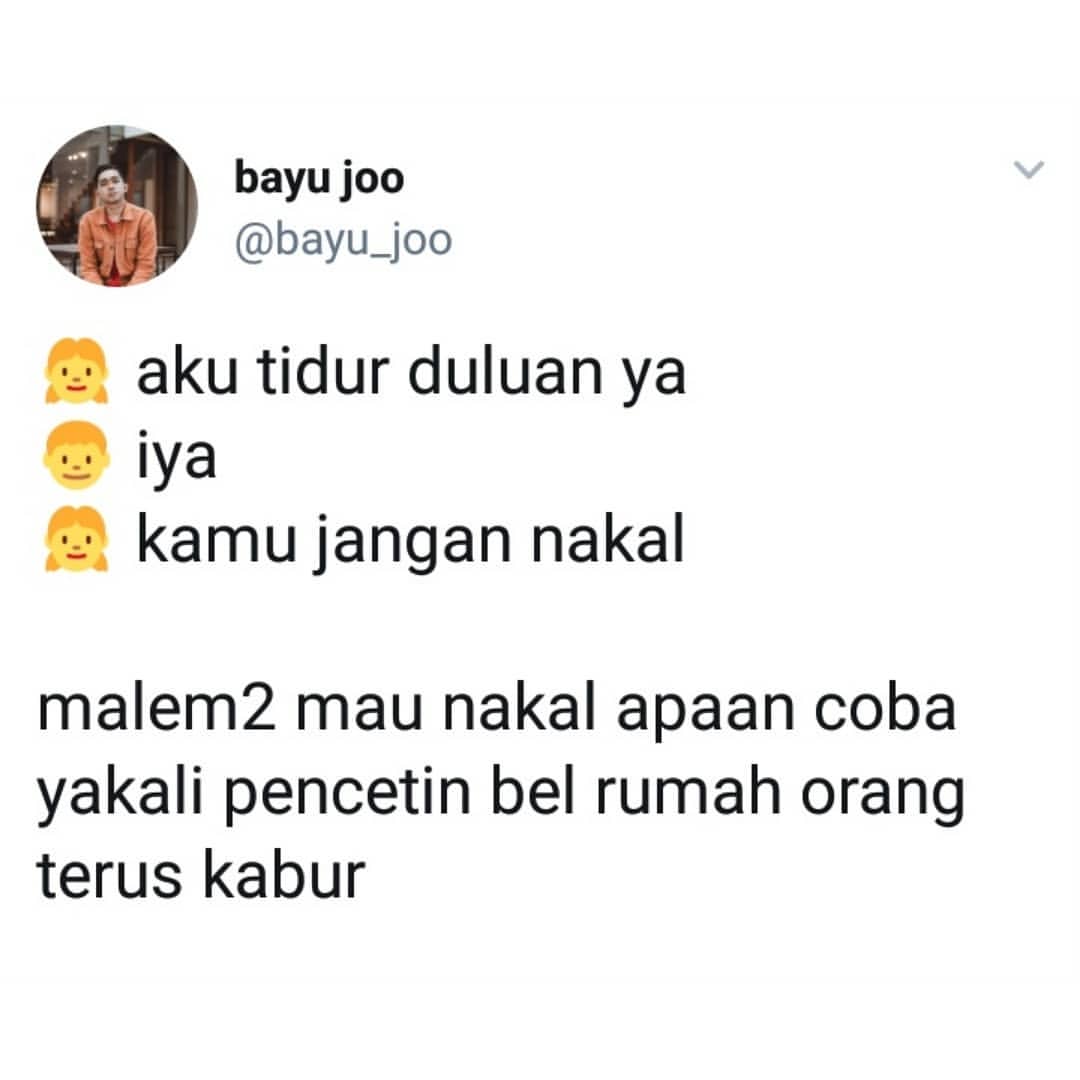 bayu joo
@bayu_joo
👧 aku tidur duluan ya
👦 iya
👧 kamu jangan nakal
malem2 mau nakal apaan coba
yakali pencetin bel rumah orang
terus kabur